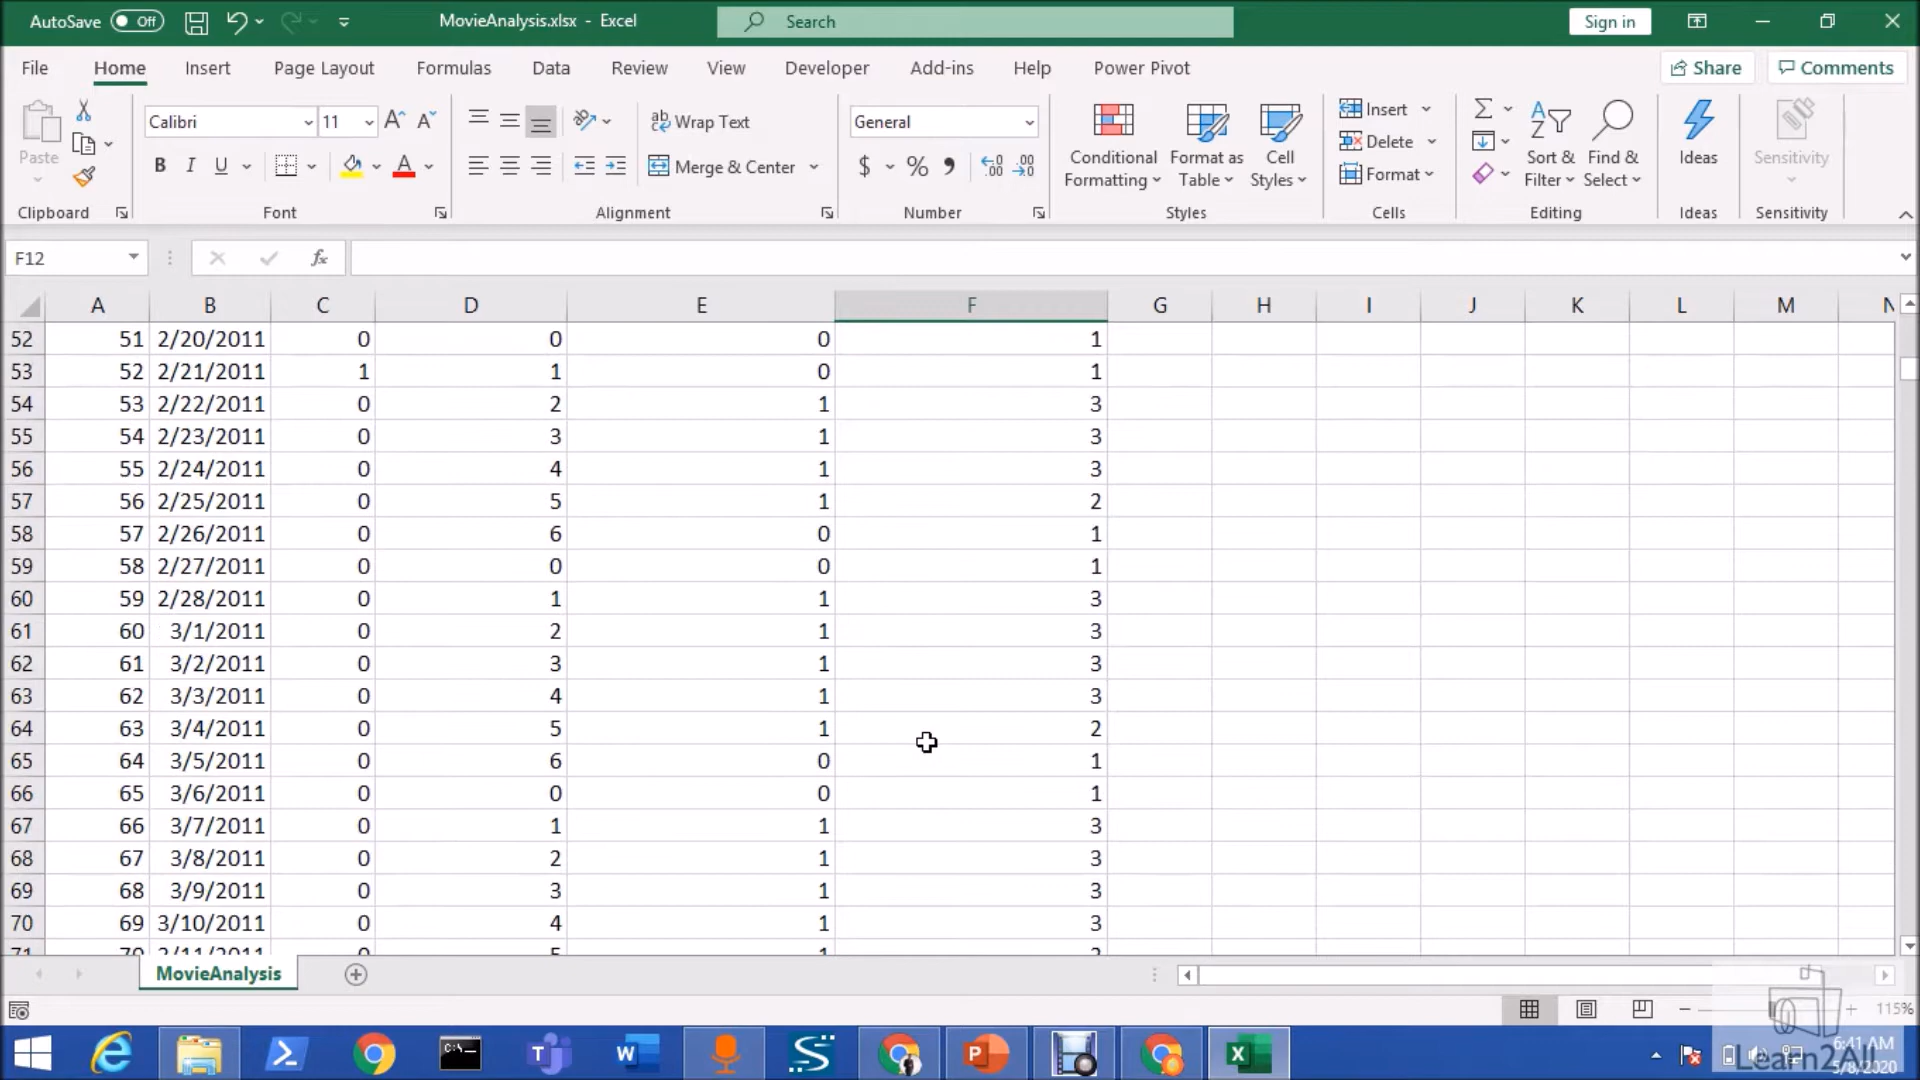 AutoSave Off MovieAnalysis.xlsx - Excel Search Sign in
File Home Insert Page Layout Formulas Data Review View Developer Add-ins Help Power Pivot Share Comments
Calibri 11 Wrap Text General Insert
Paste Merge & Center Conditional Formatting Format as Table Cell Styles Delete Sort & Filter Find & Select Ideas Sensitivity
B I U A $ % , Format
Clipboard Font Alignment Number Styles Cells Editing Ideas Sensitivity
F12 fx
A B C D E F G H I J K L M N
52 51 2/20/2011 0 0 0 1
53 52 2/21/2011 1 1 0 1
54 53 2/22/2011 0 2 1 3
55 54 2/23/2011 0 3 1 3
56 55 2/24/2011 0 4 1 3
57 56 2/25/2011 0 5 1 2
58 57 2/26/2011 0 6 0 1
59 58 2/27/2011 0 0 0 1
60 59 2/28/2011 0 1 1 3
61 60 3/1/2011 0 2 1 3
62 61 3/2/2011 0 3 1 3
63 62 3/3/2011 0 4 1 3
64 63 3/4/2011 0 5 1 2
65 64 3/5/2011 0 6 0 1
66 65 3/6/2011 0 0 0 1
67 66 3/7/2011 0 1 1 3
68 67 3/8/2011 0 2 1 3
69 68 3/9/2011 0 3 1 3
70 69 3/10/2011 0 4 1 3
71 70 3/11/2011 0 5 1 2
MovieAnalysis
115%
6:41 AM
Learn2All
5/8/2020